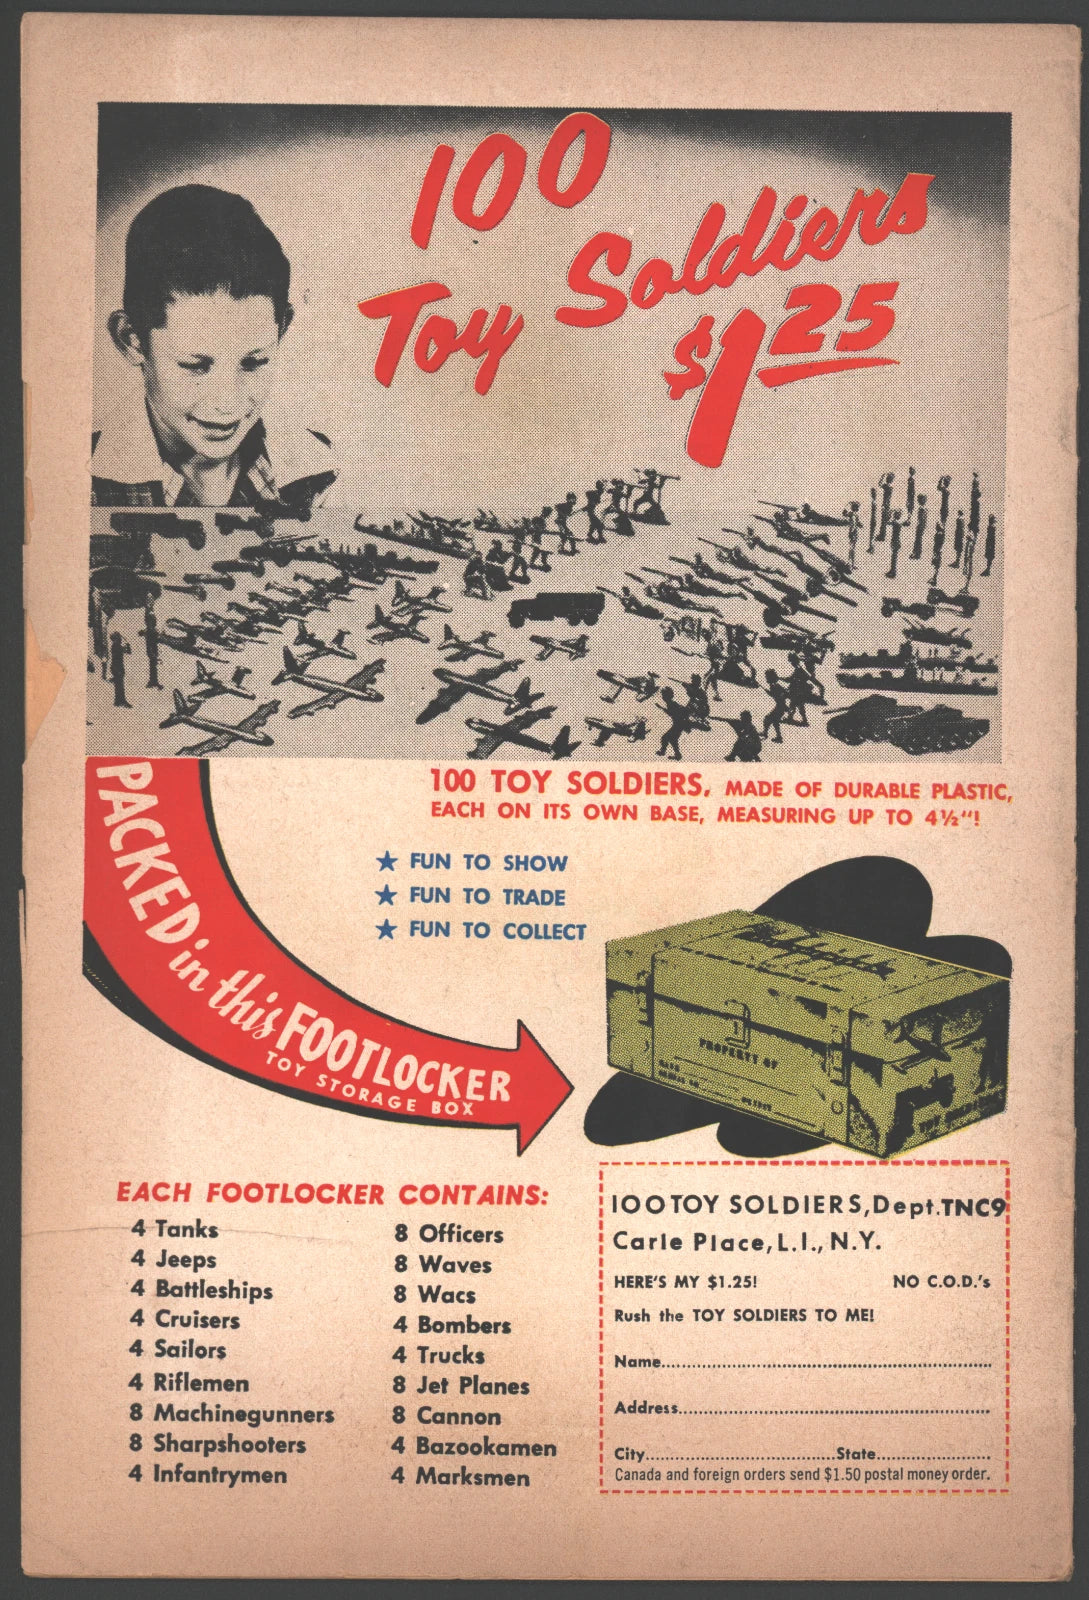 100
Toy Soldiers
$1.25
100 TOY SOLDIERS, MADE OF DURABLE PLASTIC,
EACH ON ITS OWN BASE, MEASURING UP TO 4½"!
★ FUN TO SHOW
★ FUN TO TRADE
★ FUN TO COLLECT
PACKED in this FOOTLOCKER
TOY STORAGE BOX
PROPERTY OF
EACH FOOTLOCKER CONTAINS:
4 Tanks
4 Jeeps
4 Battleships
4 Cruisers
4 Sailors
4 Riflemen
8 Machinegunners
8 Sharpshooters
4 Infantrymen
8 Officers
8 Waves
8 Wacs
4 Bombers
4 Trucks
8 Jet Planes
8 Cannon
4 Bazookamen
4 Marksmen
100 TOY SOLDIERS, Dept. TNC9
Carle Place, L.I., N.Y.
HERE'S MY $1.25! NO C.O.D.'s
Rush the TOY SOLDIERS TO ME!
Name
Address
City State
Canada and foreign orders send $1.50 postal money order.